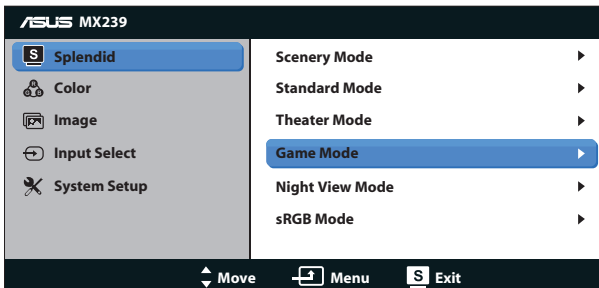 ASUS MX239
S Splendid
Color
Image
Input Select
System Setup
Scenery Mode
Standard Mode
Theater Mode
Game Mode
Night View Mode
sRGB Mode
Move Menu S Exit